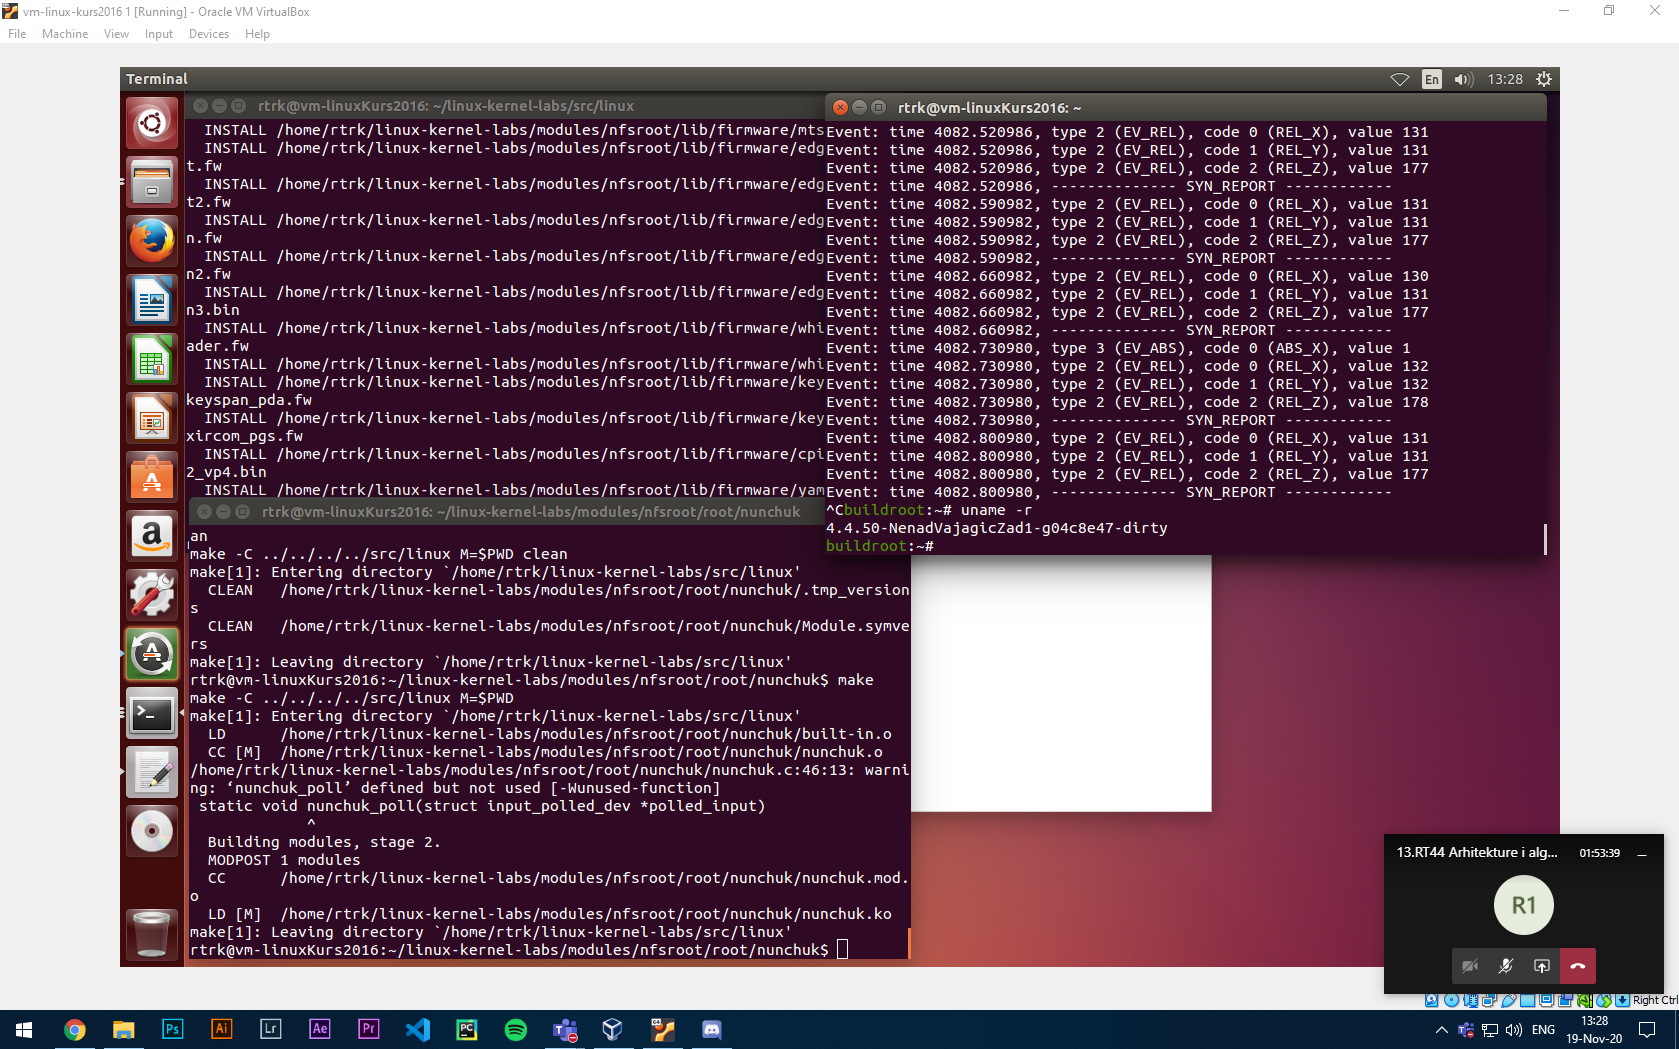 vm-linux-kurs2016 1 [Running] - Oracle VM VirtualBox
File Machine View Input Devices Help
Terminal
En
13:28
rtrk@vm-linuxKurs2016: ~/linux-kernel-labs/src/linux
INSTALL /home/rtrk/linux-kernel-labs/modules/nfsroot/lib/firmware/mts
INSTALL /home/rtrk/linux-kernel-labs/modules/nfsroot/lib/firmware/edg
t.fw
INSTALL /home/rtrk/linux-kernel-labs/modules/nfsroot/lib/firmware/edg
t2.fw
INSTALL /home/rtrk/linux-kernel-labs/modules/nfsroot/lib/firmware/edg
n.fw
INSTALL /home/rtrk/linux-kernel-labs/modules/nfsroot/lib/firmware/edg
n2.fw
INSTALL /home/rtrk/linux-kernel-labs/modules/nfsroot/lib/firmware/edg
n3.bin
INSTALL /home/rtrk/linux-kernel-labs/modules/nfsroot/lib/firmware/whi
ader.fw
INSTALL /home/rtrk/linux-kernel-labs/modules/nfsroot/lib/firmware/whi
INSTALL /home/rtrk/linux-kernel-labs/modules/nfsroot/lib/firmware/key
keyspan_pda.fw
INSTALL /home/rtrk/linux-kernel-labs/modules/nfsroot/lib/firmware/key
xircom_pgs.fw
INSTALL /home/rtrk/linux-kernel-labs/modules/nfsroot/lib/firmware/cpi
2_vp4.bin
INSTALL /home/rtrk/linux-kernel-labs/modules/nfsroot/lib/firmware/yam
rtrk@vm-linuxKurs2016: ~
Event: time 4082.520986, type 2 (EV_REL), code 0 (REL_X), value 131
Event: time 4082.520986, type 2 (EV_REL), code 1 (REL_Y), value 131
Event: time 4082.520986, type 2 (EV_REL), code 2 (REL_Z), value 177
Event: time 4082.520986, -------------- SYN_REPORT ------------
Event: time 4082.590982, type 2 (EV_REL), code 0 (REL_X), value 131
Event: time 4082.590982, type 2 (EV_REL), code 1 (REL_Y), value 131
Event: time 4082.590982, type 2 (EV_REL), code 2 (REL_Z), value 177
Event: time 4082.590982, -------------- SYN_REPORT ------------
Event: time 4082.660982, type 2 (EV_REL), code 0 (REL_X), value 130
Event: time 4082.660982, type 2 (EV_REL), code 1 (REL_Y), value 131
Event: time 4082.660982, type 2 (EV_REL), code 2 (REL_Z), value 177
Event: time 4082.660982, -------------- SYN_REPORT ------------
Event: time 4082.730980, type 3 (EV_ABS), code 0 (ABS_X), value 1
Event: time 4082.730980, type 2 (EV_REL), code 0 (REL_X), value 132
Event: time 4082.730980, type 2 (EV_REL), code 1 (REL_Y), value 132
Event: time 4082.730980, type 2 (EV_REL), code 2 (REL_Z), value 178
Event: time 4082.730980, -------------- SYN_REPORT ------------
Event: time 4082.800980, type 2 (EV_REL), code 0 (REL_X), value 131
Event: time 4082.800980, type 2 (EV_REL), code 1 (REL_Y), value 131
Event: time 4082.800980, type 2 (EV_REL), code 2 (REL_Z), value 177
Event: time 4082.800980, -------------- SYN_REPORT ------------
^Cbuildroot:~# uname -r
4.4.50-NenadVajagicZad1-g04c8e47-dirty
buildroot:~#
rtrk@vm-linuxKurs2016: ~/linux-kernel-labs/modules/nfsroot/root/nunchuk
an
make -C ../../../../src/linux M=$PWD clean
make[1]: Entering directory `/home/rtrk/linux-kernel-labs/src/linux'
CLEAN /home/rtrk/linux-kernel-labs/modules/nfsroot/root/nunchuk/.tmp_version
s
CLEAN /home/rtrk/linux-kernel-labs/modules/nfsroot/root/nunchuk/Module.symve
rs
make[1]: Leaving directory `/home/rtrk/linux-kernel-labs/src/linux'
rtrk@vm-linuxKurs2016:~/linux-kernel-labs/modules/nfsroot/root/nunchuk$ make
make -C ../../../../src/linux M=$PWD
make[1]: Entering directory `/home/rtrk/linux-kernel-labs/src/linux'
LD /home/rtrk/linux-kernel-labs/modules/nfsroot/root/nunchuk/built-in.o
CC [M] /home/rtrk/linux-kernel-labs/modules/nfsroot/root/nunchuk/nunchuk.o
/home/rtrk/linux-kernel-labs/modules/nfsroot/root/nunchuk/nunchuk.c:46:13: warni
ng: ‘nunchuk_poll’ defined but not used [-Wunused-function]
static void nunchuk_poll(struct input_polled_dev *polled_input)
^
Building modules, stage 2.
MODPOST 1 modules
CC /home/rtrk/linux-kernel-labs/modules/nfsroot/root/nunchuk/nunchuk.mod.
o
LD [M] /home/rtrk/linux-kernel-labs/modules/nfsroot/root/nunchuk/nunchuk.ko
make[1]: Leaving directory `/home/rtrk/linux-kernel-labs/src/linux'
rtrk@vm-linuxKurs2016:~/linux-kernel-labs/modules/nfsroot/root/nunchuk$
13.RT44 Arhitekture i alg... 01:53:39
R1
Right Ctrl
Ps Ai Lr Ae Pr PC
ENG
13:28
19-Nov-20